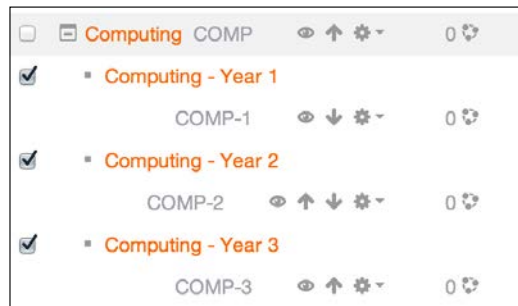 Computing COMP 0
Computing - Year 1
COMP-1 0
Computing - Year 2
COMP-2 0
Computing - Year 3
COMP-3 0